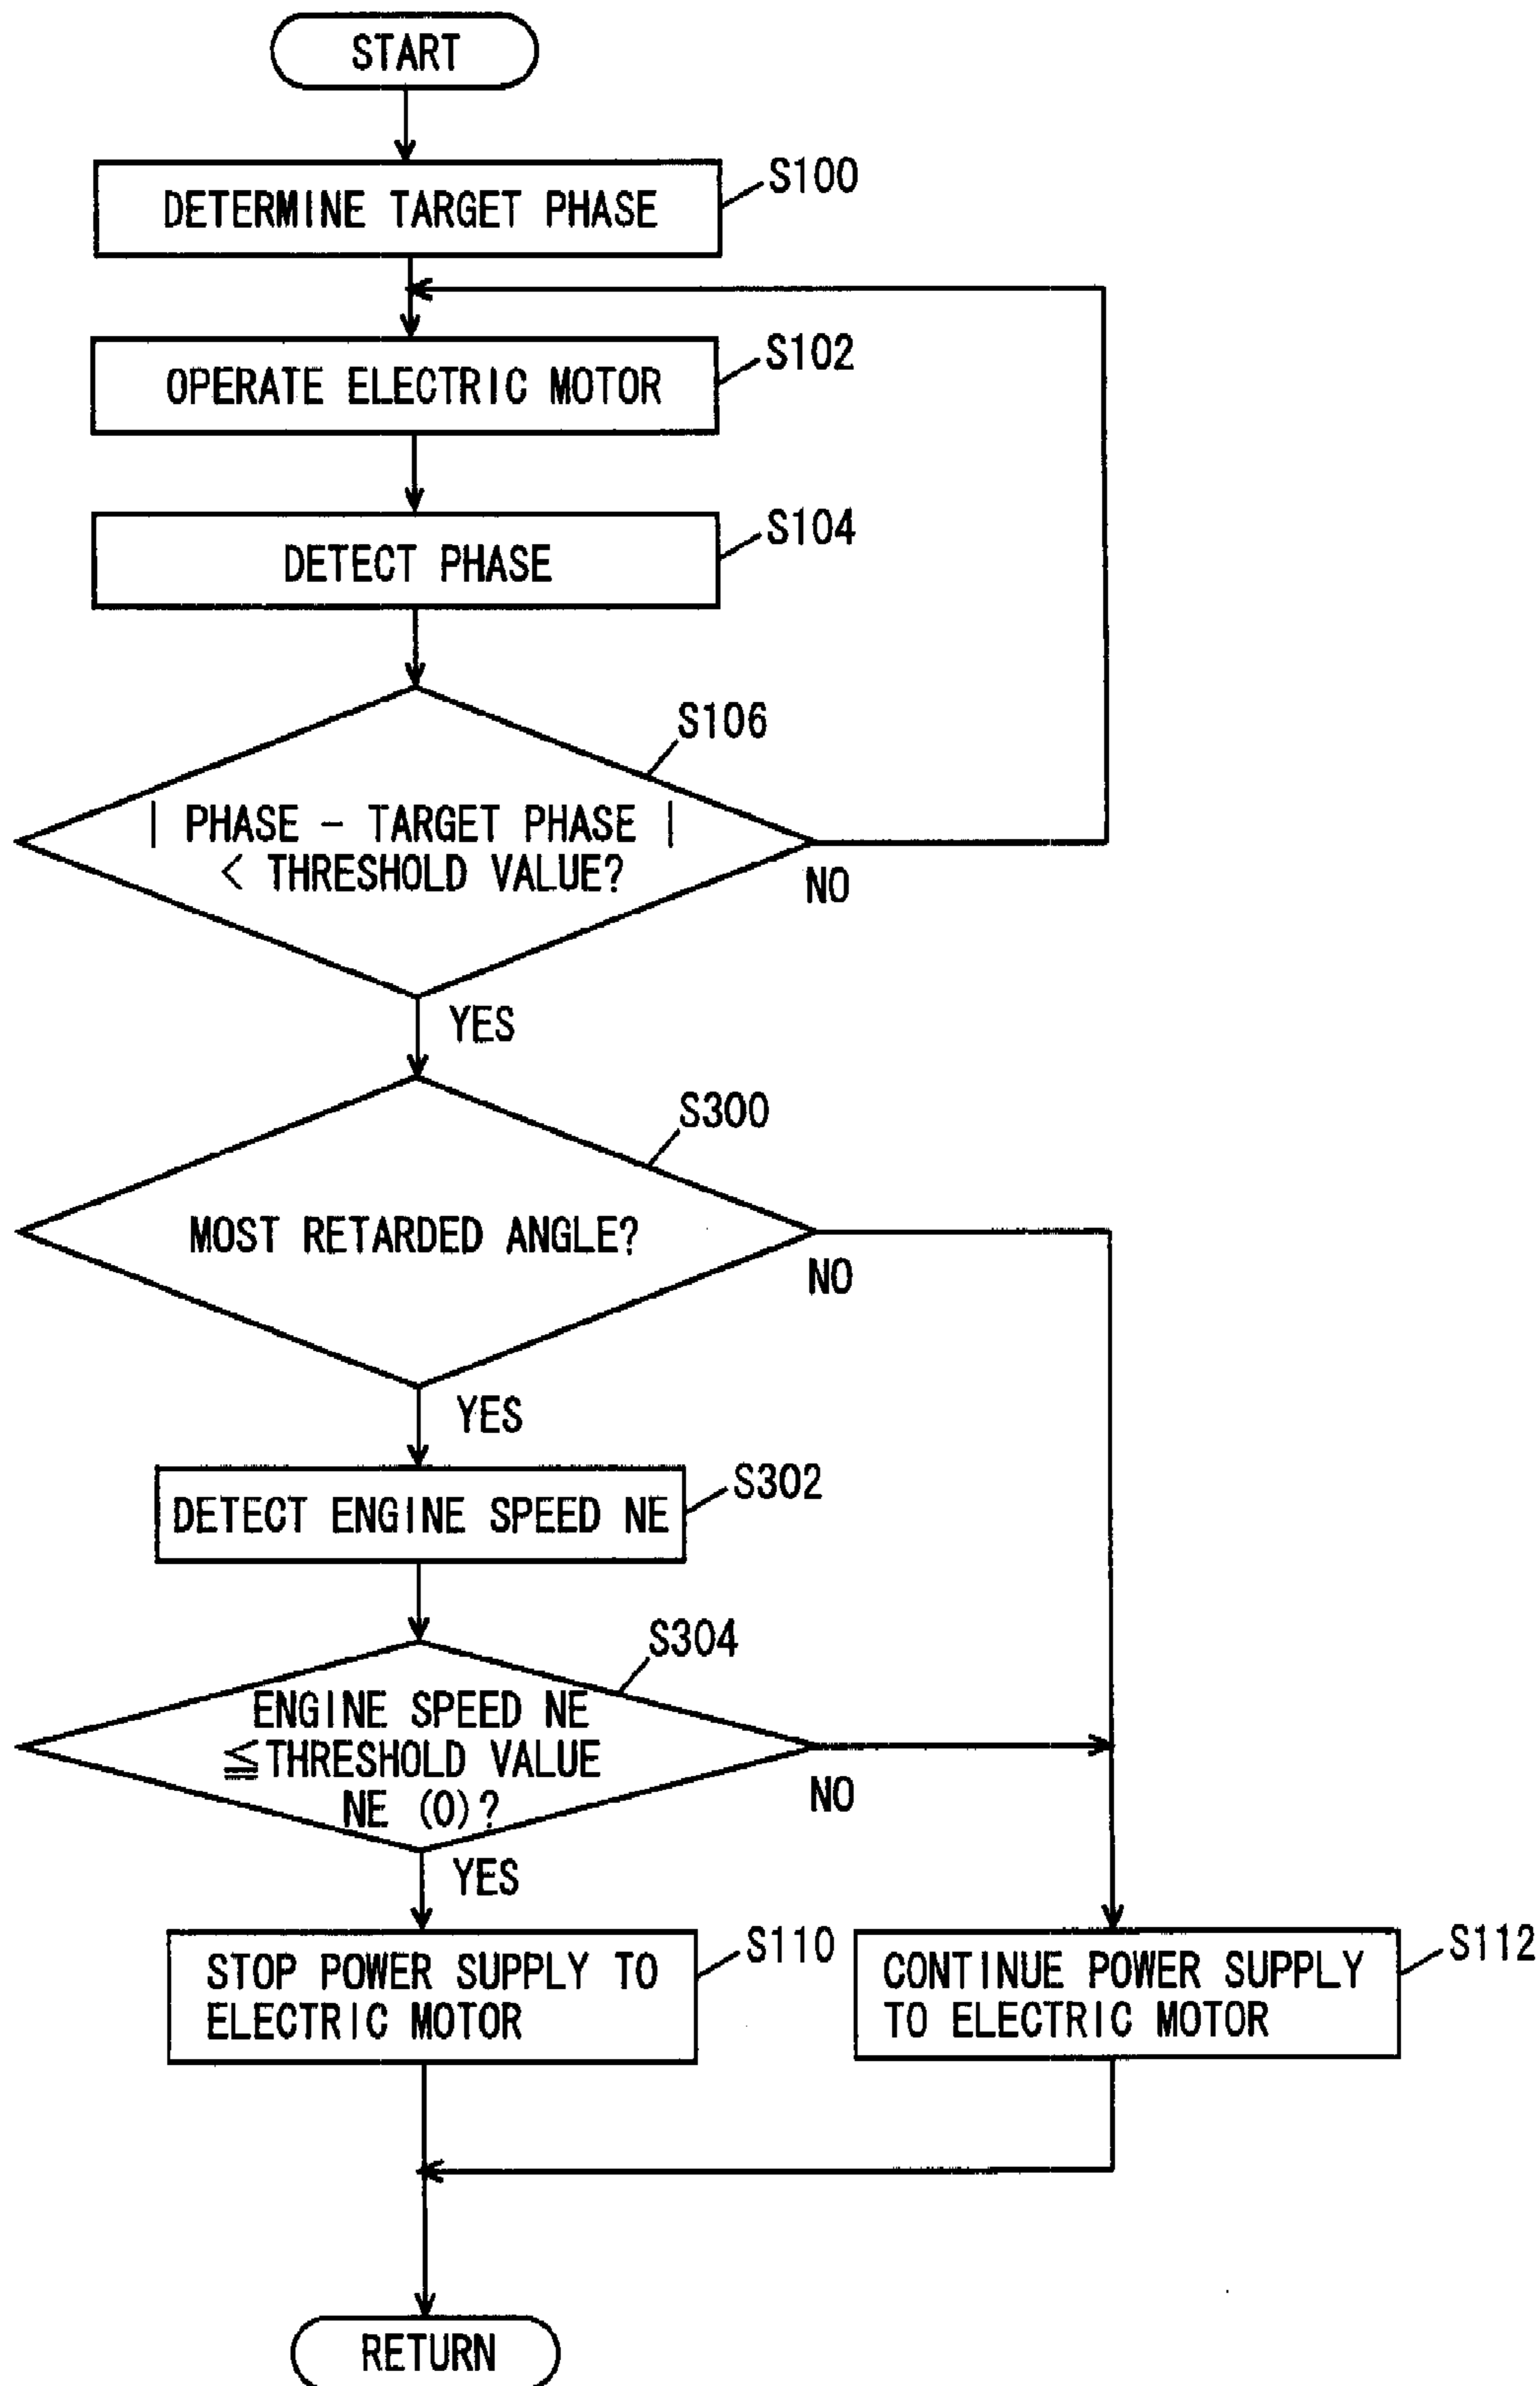 START
DETERMINE TARGET PHASE
S100
OPERATE ELECTRIC MOTOR
S102
DETECT PHASE
S104
S106
| PHASE - TARGET PHASE |
< THRESHOLD VALUE?
NO
YES
S300
MOST RETARDED ANGLE?
NO
YES
S302
DETECT ENGINE SPEED NE
S304
ENGINE SPEED NE
≦THRESHOLD VALUE
NE (0)?
NO
YES
STOP POWER SUPPLY TO
ELECTRIC MOTOR
S110
CONTINUE POWER SUPPLY
TO ELECTRIC MOTOR
S112
RETURN